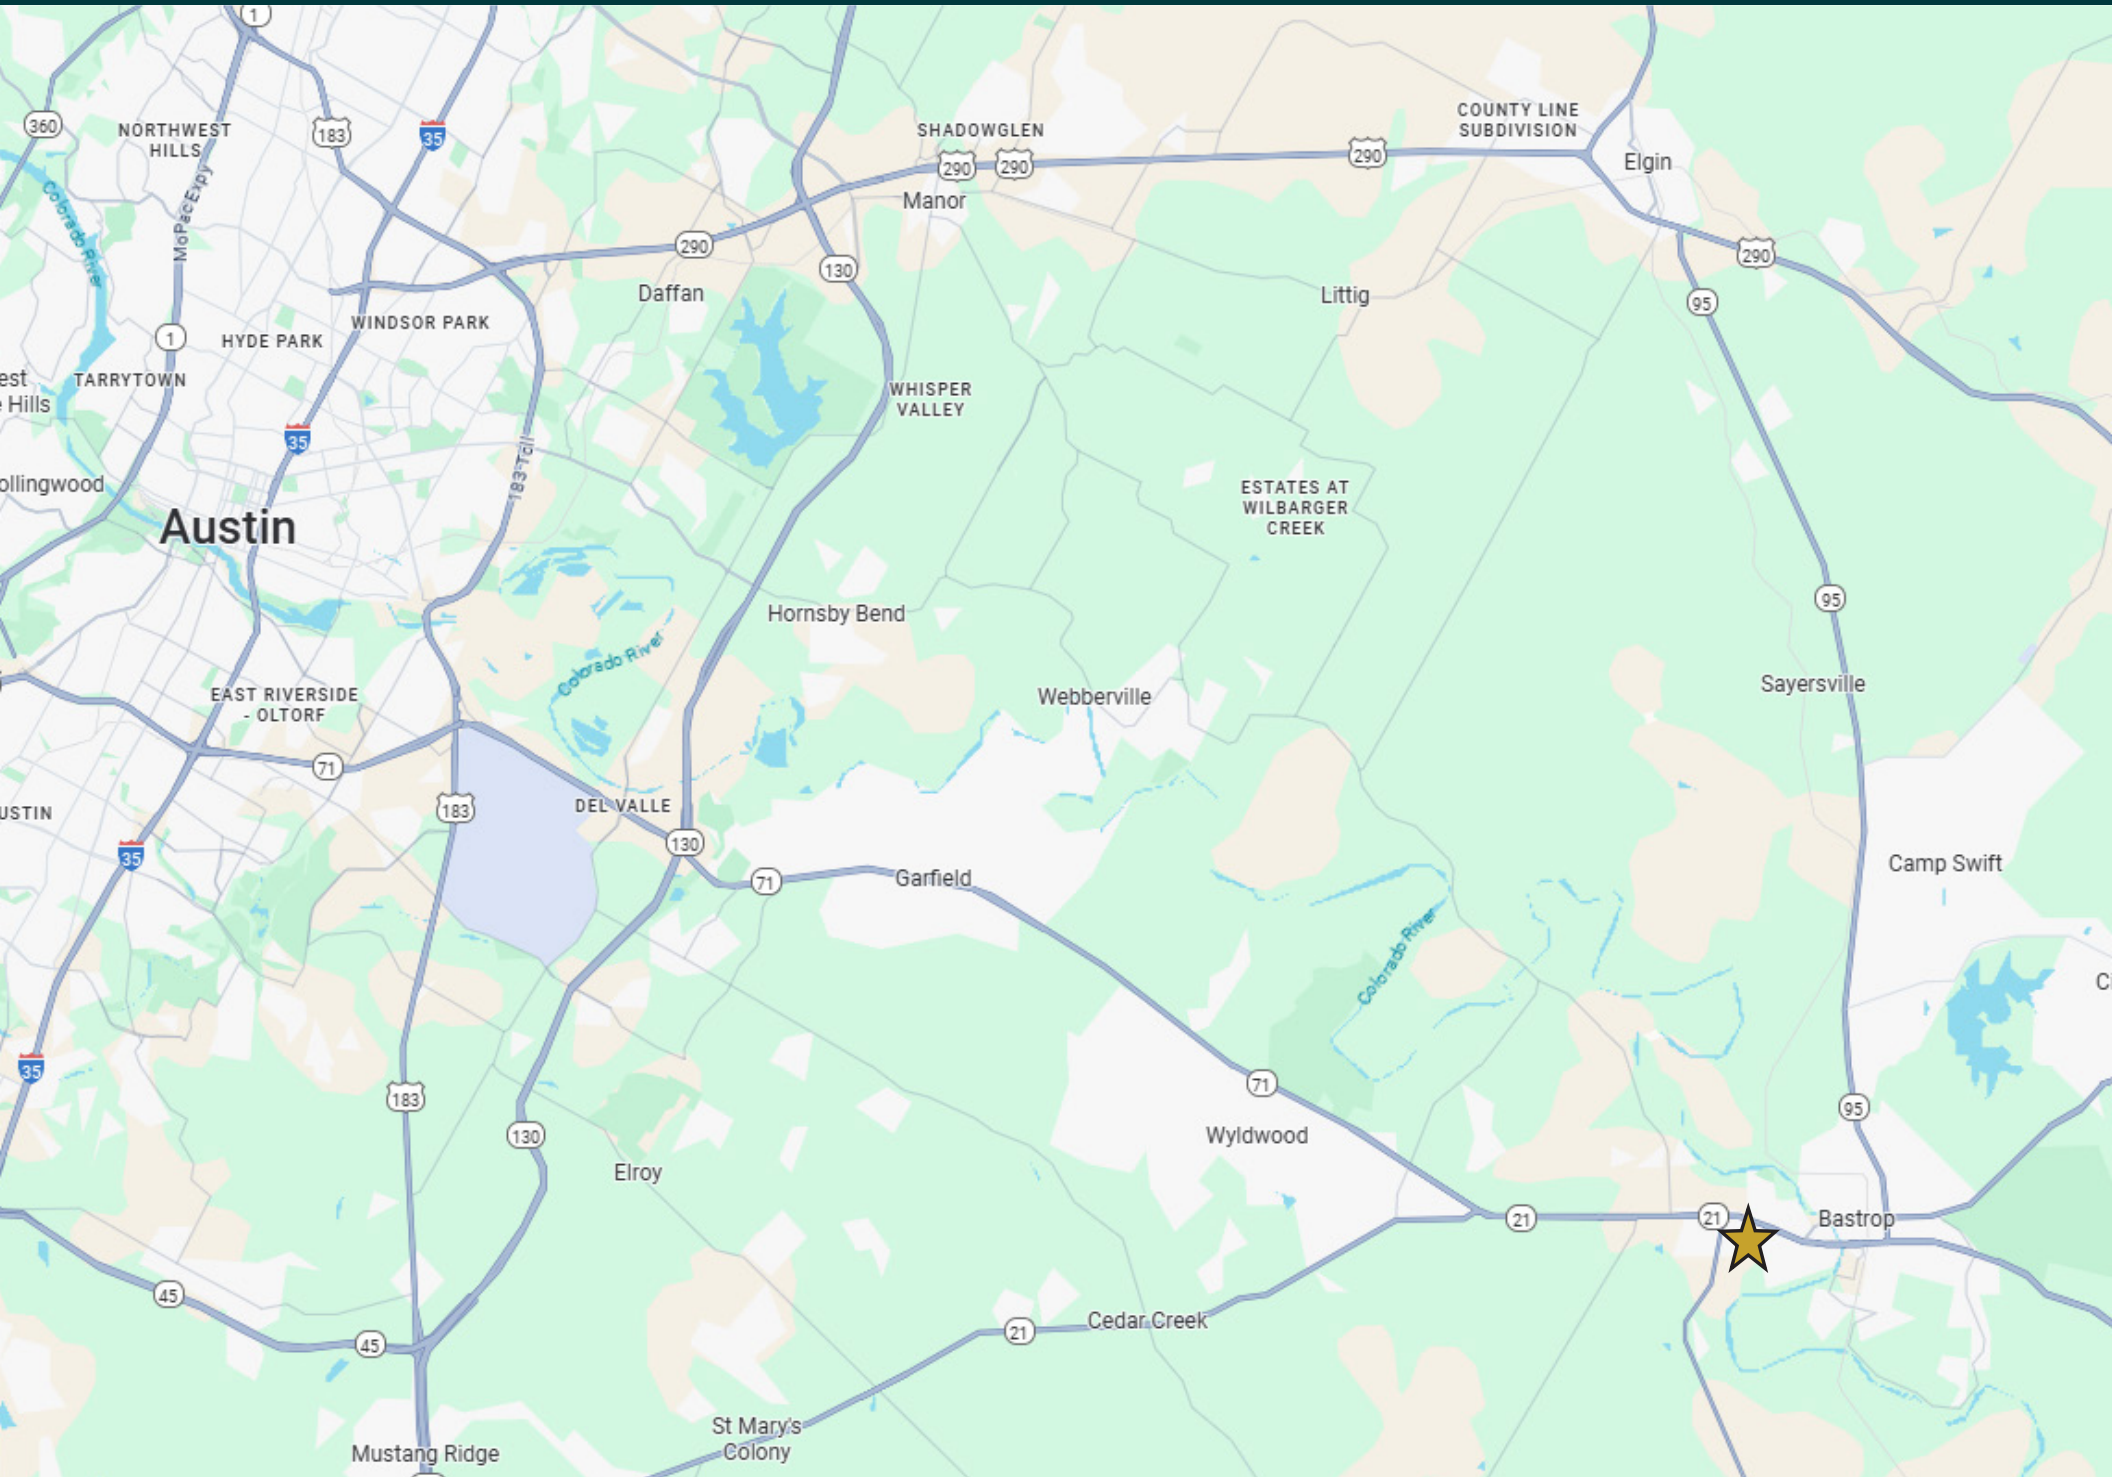 1
360
NORTHWEST
HILLS
183
35
SHADOWGLEN
COUNTY LINE
SUBDIVISION
290
290
290
Elgin
Manor
Colorado River
MoPac Expy
290
130
290
Daffan
Littig
95
1
HYDE PARK
WINDSOR PARK
est
e Hills
TARRYTOWN
WHISPER
VALLEY
35
183 Toll
ollingwood
ESTATES AT
WILBARGER
CREEK
Austin
95
Hornsby Bend
Colorado River
EAST RIVERSIDE
- OLTORF
Webberville
Sayersville
71
USTIN
183
DEL VALLE
130
35
71
Garfield
Camp Swift
Colorado River
Ci
35
183
71
95
130
Wyldwood
Elroy
21
21
Bastrop
45
45
21
Cedar Creek
St Mary's
Colony
Mustang Ridge